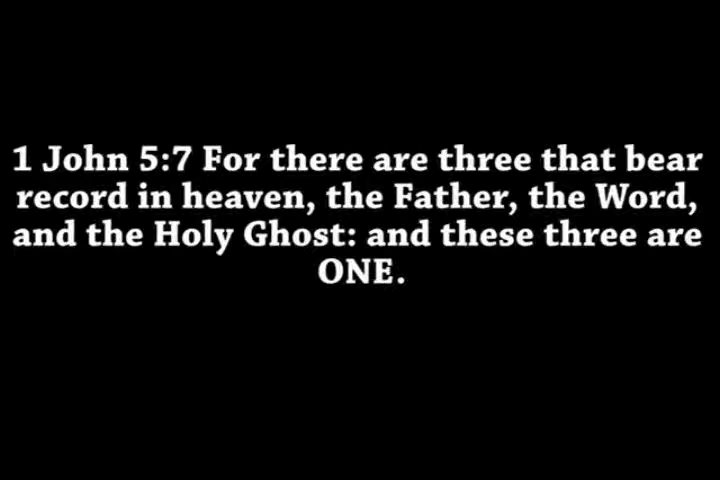 1 John 5:7 For there are three that bear
record in heaven, the Father, the Word,
and the Holy Ghost: and these three are
ONE.